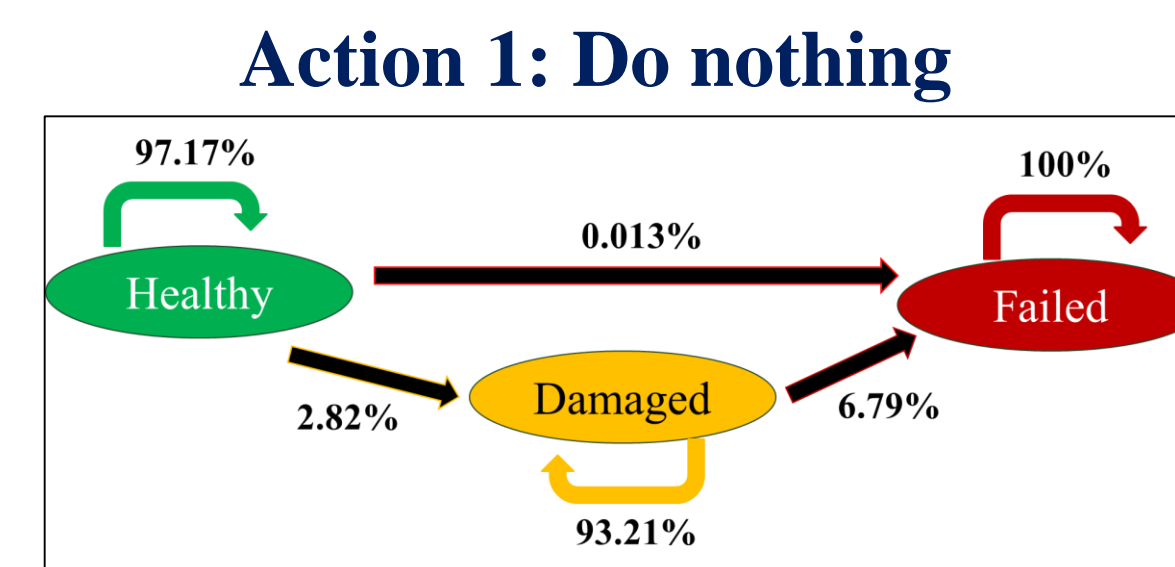 Action 1: Do nothing
97.17%
100%
0.013%
Healthy
Failed
Damaged
2.82%
6.79%
93.21%